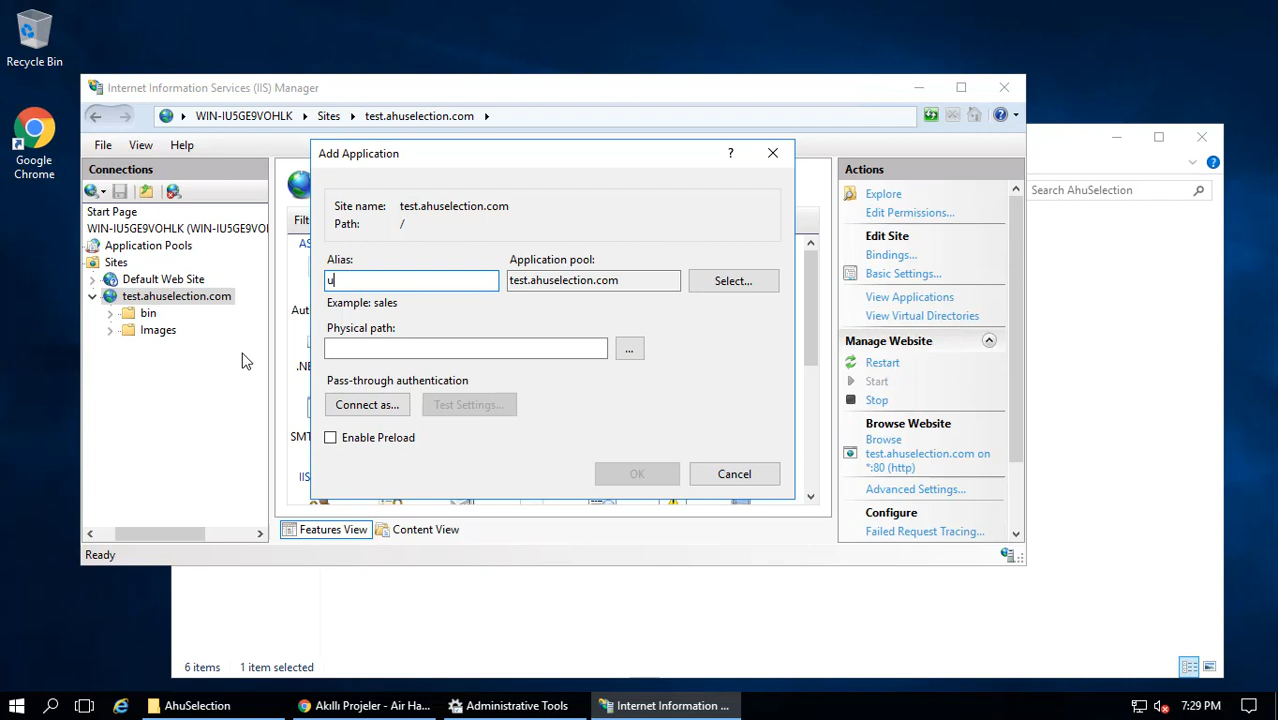 Recycle Bin
Google
Chrome
Internet Information Services (IIS) Manager
WIN-IU5GE9VOHLK
Sites
test.ahuselection.com
File
View
Help
Connections
Start Page
WIN-IU5GE9VOHLK (WIN-IU5GE9VOI
Application Pools
Sites
Default Web Site
test.ahuselection.com
bin
Images
Filt
AS
Aut
.NE
SMT
IIS
Add Application
?
Site name:
test.ahuselection.com
Path:
/
Alias:
Application pool:
u
test.ahuselection.com
Select...
Example: sales
Physical path:
...
Pass-through authentication
Connect as...
Test Settings...
Enable Preload
OK
Cancel
Actions
Explore
Edit Permissions...
Edit Site
Bindings...
Basic Settings...
View Applications
View Virtual Directories
Manage Website
Restart
Start
Stop
Browse Website
Browse
test.ahuselection.com on
*:80 (http)
Advanced Settings...
Configure
Failed Request Tracing...
Features View
Content View
Ready
Search AhuSelection
6 items
1 item selected
AhuSelection
Akıllı Projeler - Air Ha...
Administrative Tools
Internet Information ...
7:29 PM